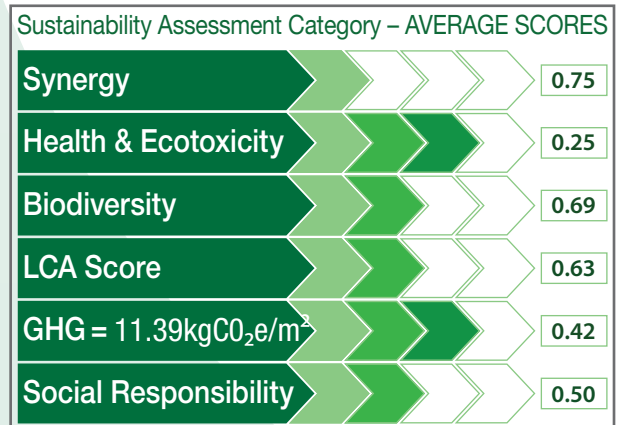 Sustainability Assessment Category – AVERAGE SCORES
Synergy 0.75
Health & Ecotoxicity 0.25
Biodiversity 0.69
LCA Score 0.63
GHG = 11.39kgC0₂e/m² 0.42
Social Responsibility 0.50